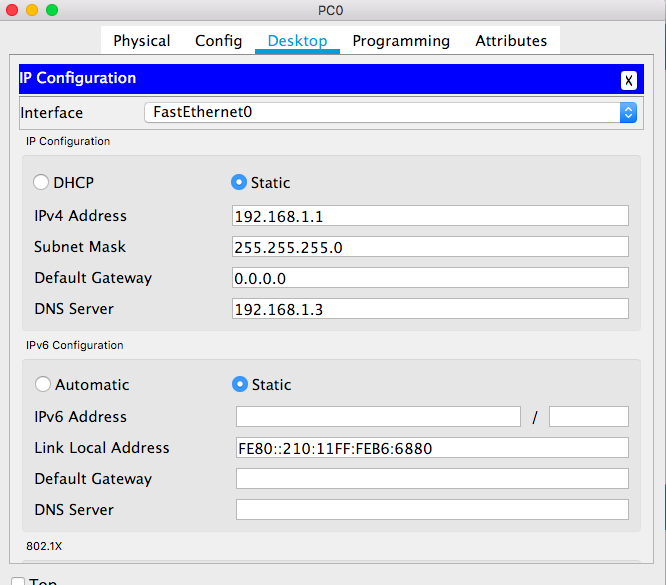 PC0
Physical Config Desktop Programming Attributes
IP Configuration X
Interface FastEthernet0
IP Configuration
DHCP Static
IPv4 Address 192.168.1.1
Subnet Mask 255.255.255.0
Default Gateway 0.0.0.0
DNS Server 192.168.1.3
IPv6 Configuration
Automatic Static
IPv6 Address /
Link Local Address FE80::210:11FF:FEB6:6880
Default Gateway
DNS Server
802.1X
Top